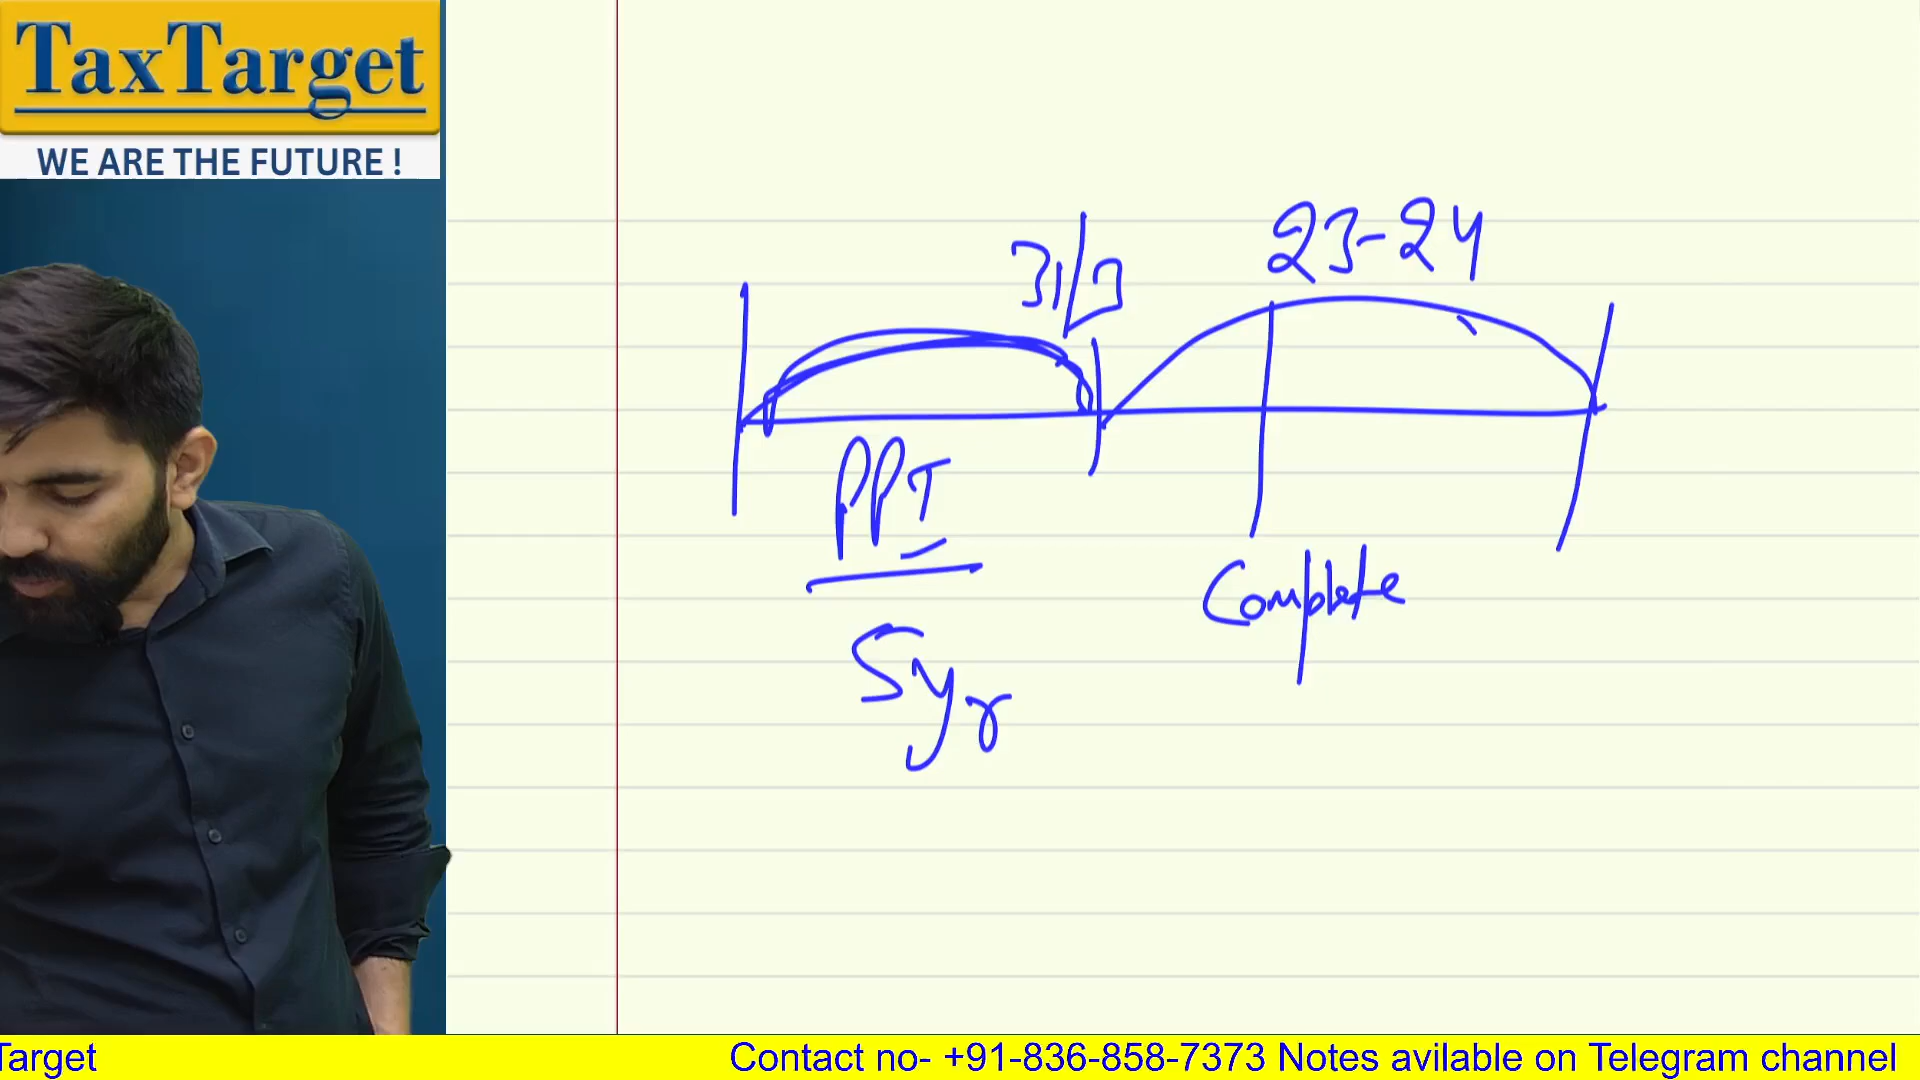 TaxTarget
WE ARE THE FUTURE !
31/3
23-24
PPT
Complete
5yr
Target
Contact no- +91-836-858-7373 Notes avilable on Telegram channel